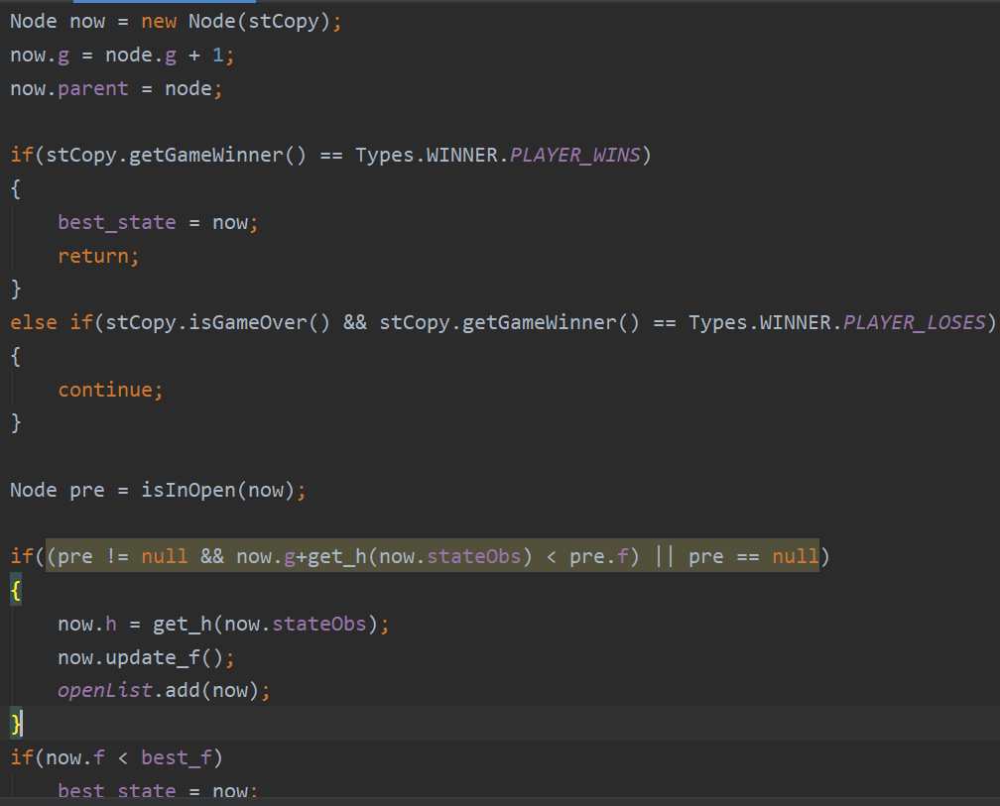 Node now = new Node(stCopy);
now.g = node.g + 1;
now.parent = node;
if(stCopy.getGameWinner() == Types.WINNER.PLAYER_WINS)
{
best_state = now;
return;
}
else if(stCopy.isGameOver() && stCopy.getGameWinner() == Types.WINNER.PLAYER_LOSES)
{
continue;
}
Node pre = isInOpen(now);
if((pre != null && now.g+get_h(now.stateObs) < pre.f) || pre == null)
{
now.h = get_h(now.stateObs);
now.update_f();
openList.add(now);
}
if(now.f < best_f)
best_state = now;